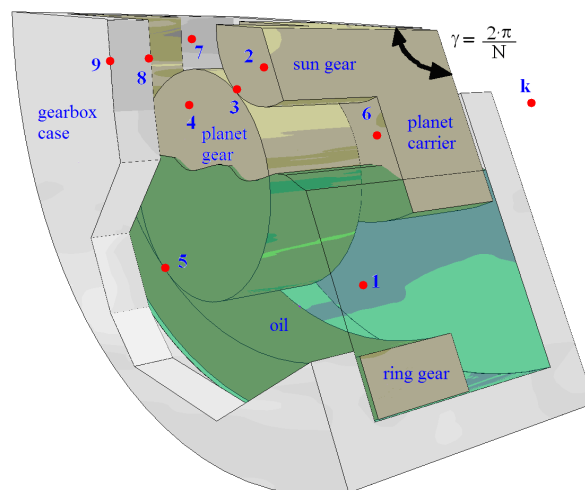 7
γ = 2·π
N
2
sun gear
9
8
k
3
gearbox
case
4
planet
gear
6
planet
carrier
5
1
oil
ring gear